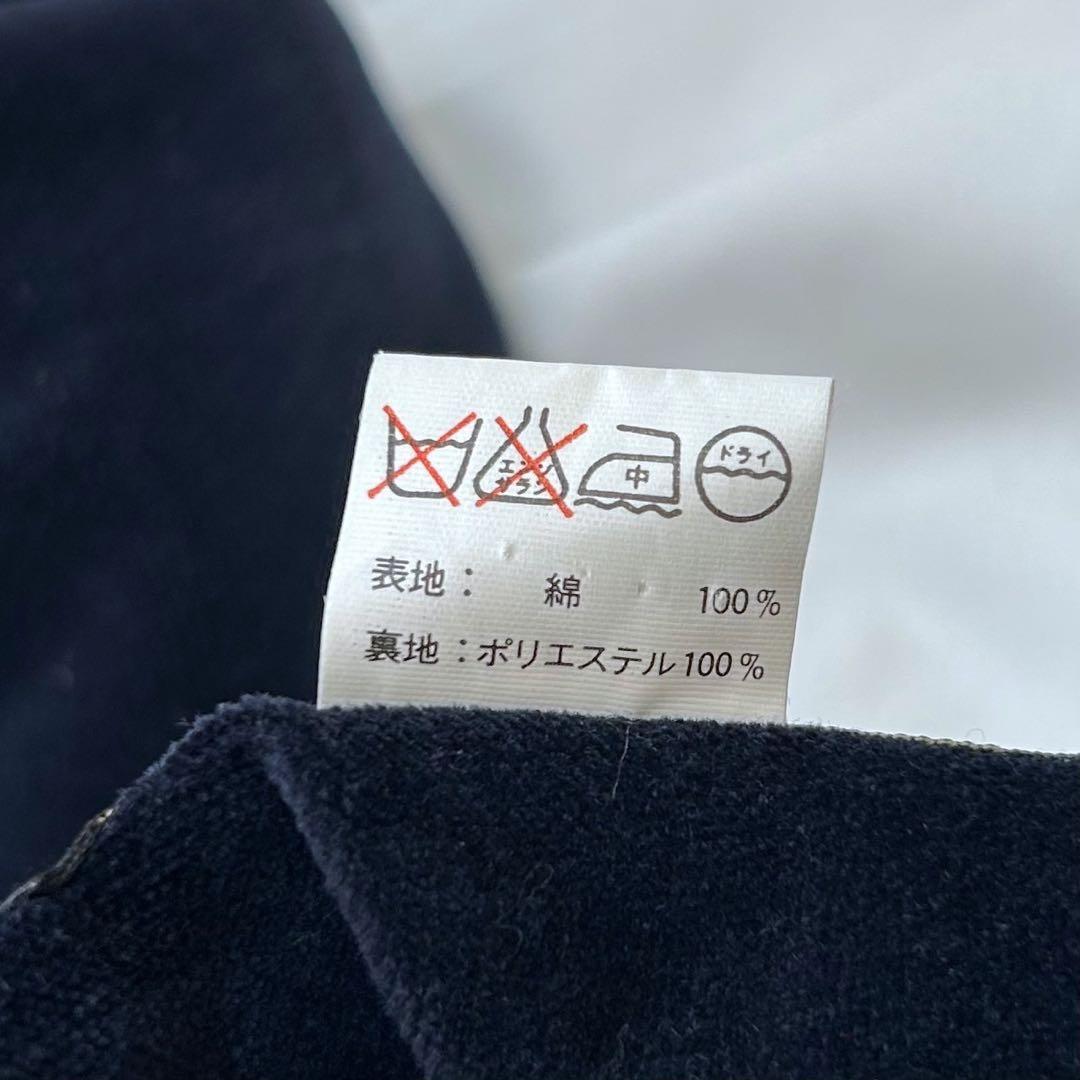 エンソ
サラシ
中
ドライ
表地： 綿 100%
裏地：ポリエステル100%